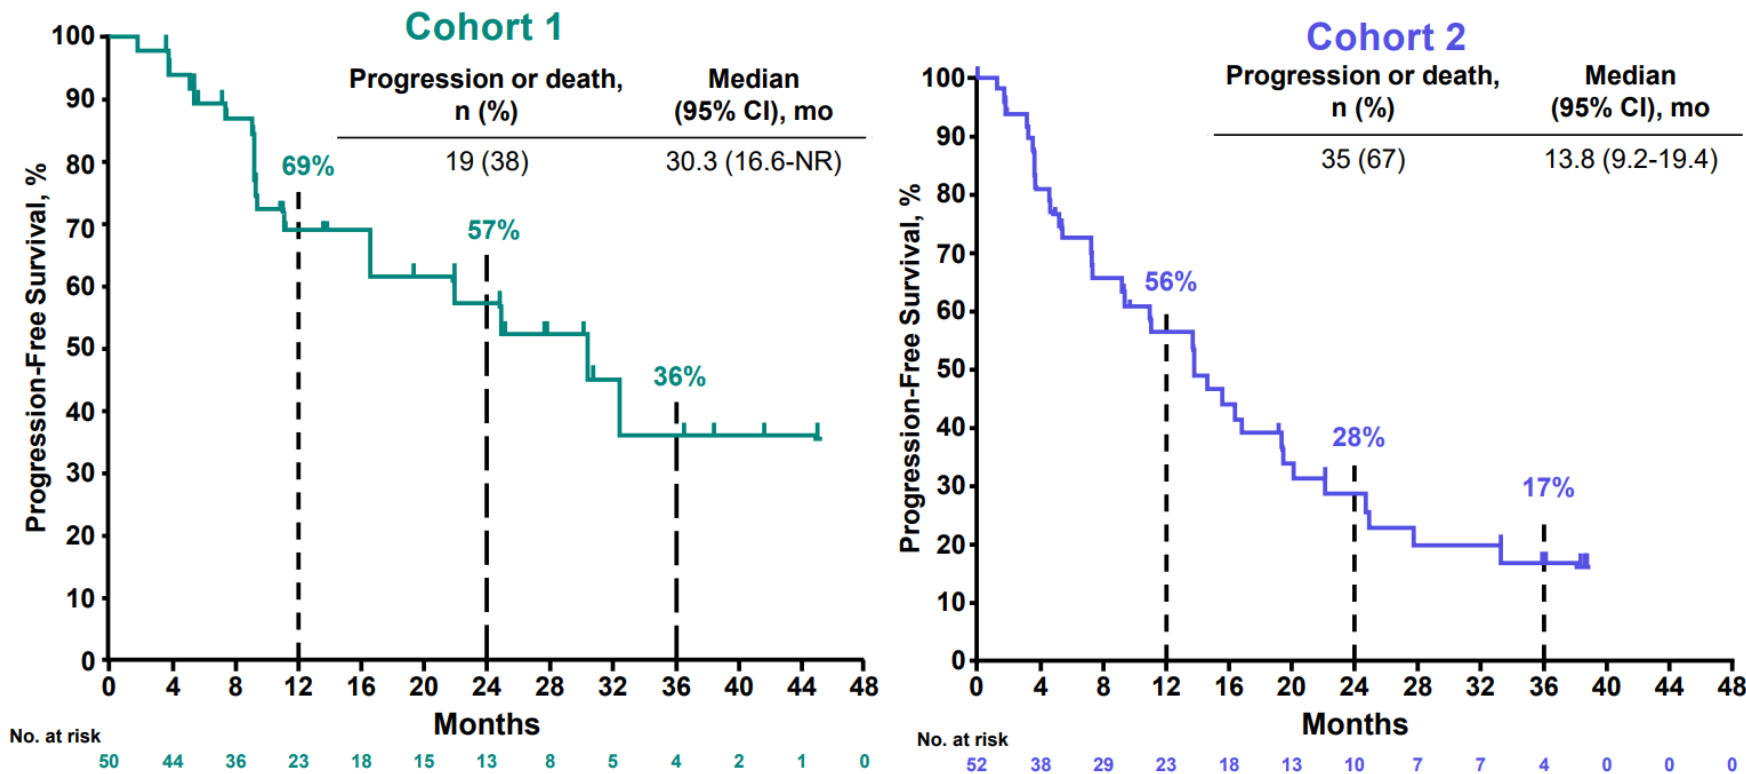 Cohort 1
Progression or death, Median
n (%) (95% CI), mo
19 (38) 30.3 (16.6-NR)
Progression-Free Survival, %
100
90
80
70
60
50
40
30
20
10
0
69%
57%
36%
0 4 8 12 16 20 24 28 32 36 40 44 48
Months
No. at risk
50 44 36 23 18 15 13 8 5 4 2 1 0
Cohort 2
Progression or death, Median
n (%) (95% CI), mo
35 (67) 13.8 (9.2-19.4)
Progression-Free Survival, %
100
90
80
70
60
50
40
30
20
10
0
56%
28%
17%
0 4 8 12 16 20 24 28 32 36 40 44 48
Months
No. at risk
52 38 29 23 18 13 10 7 7 4 0 0 0